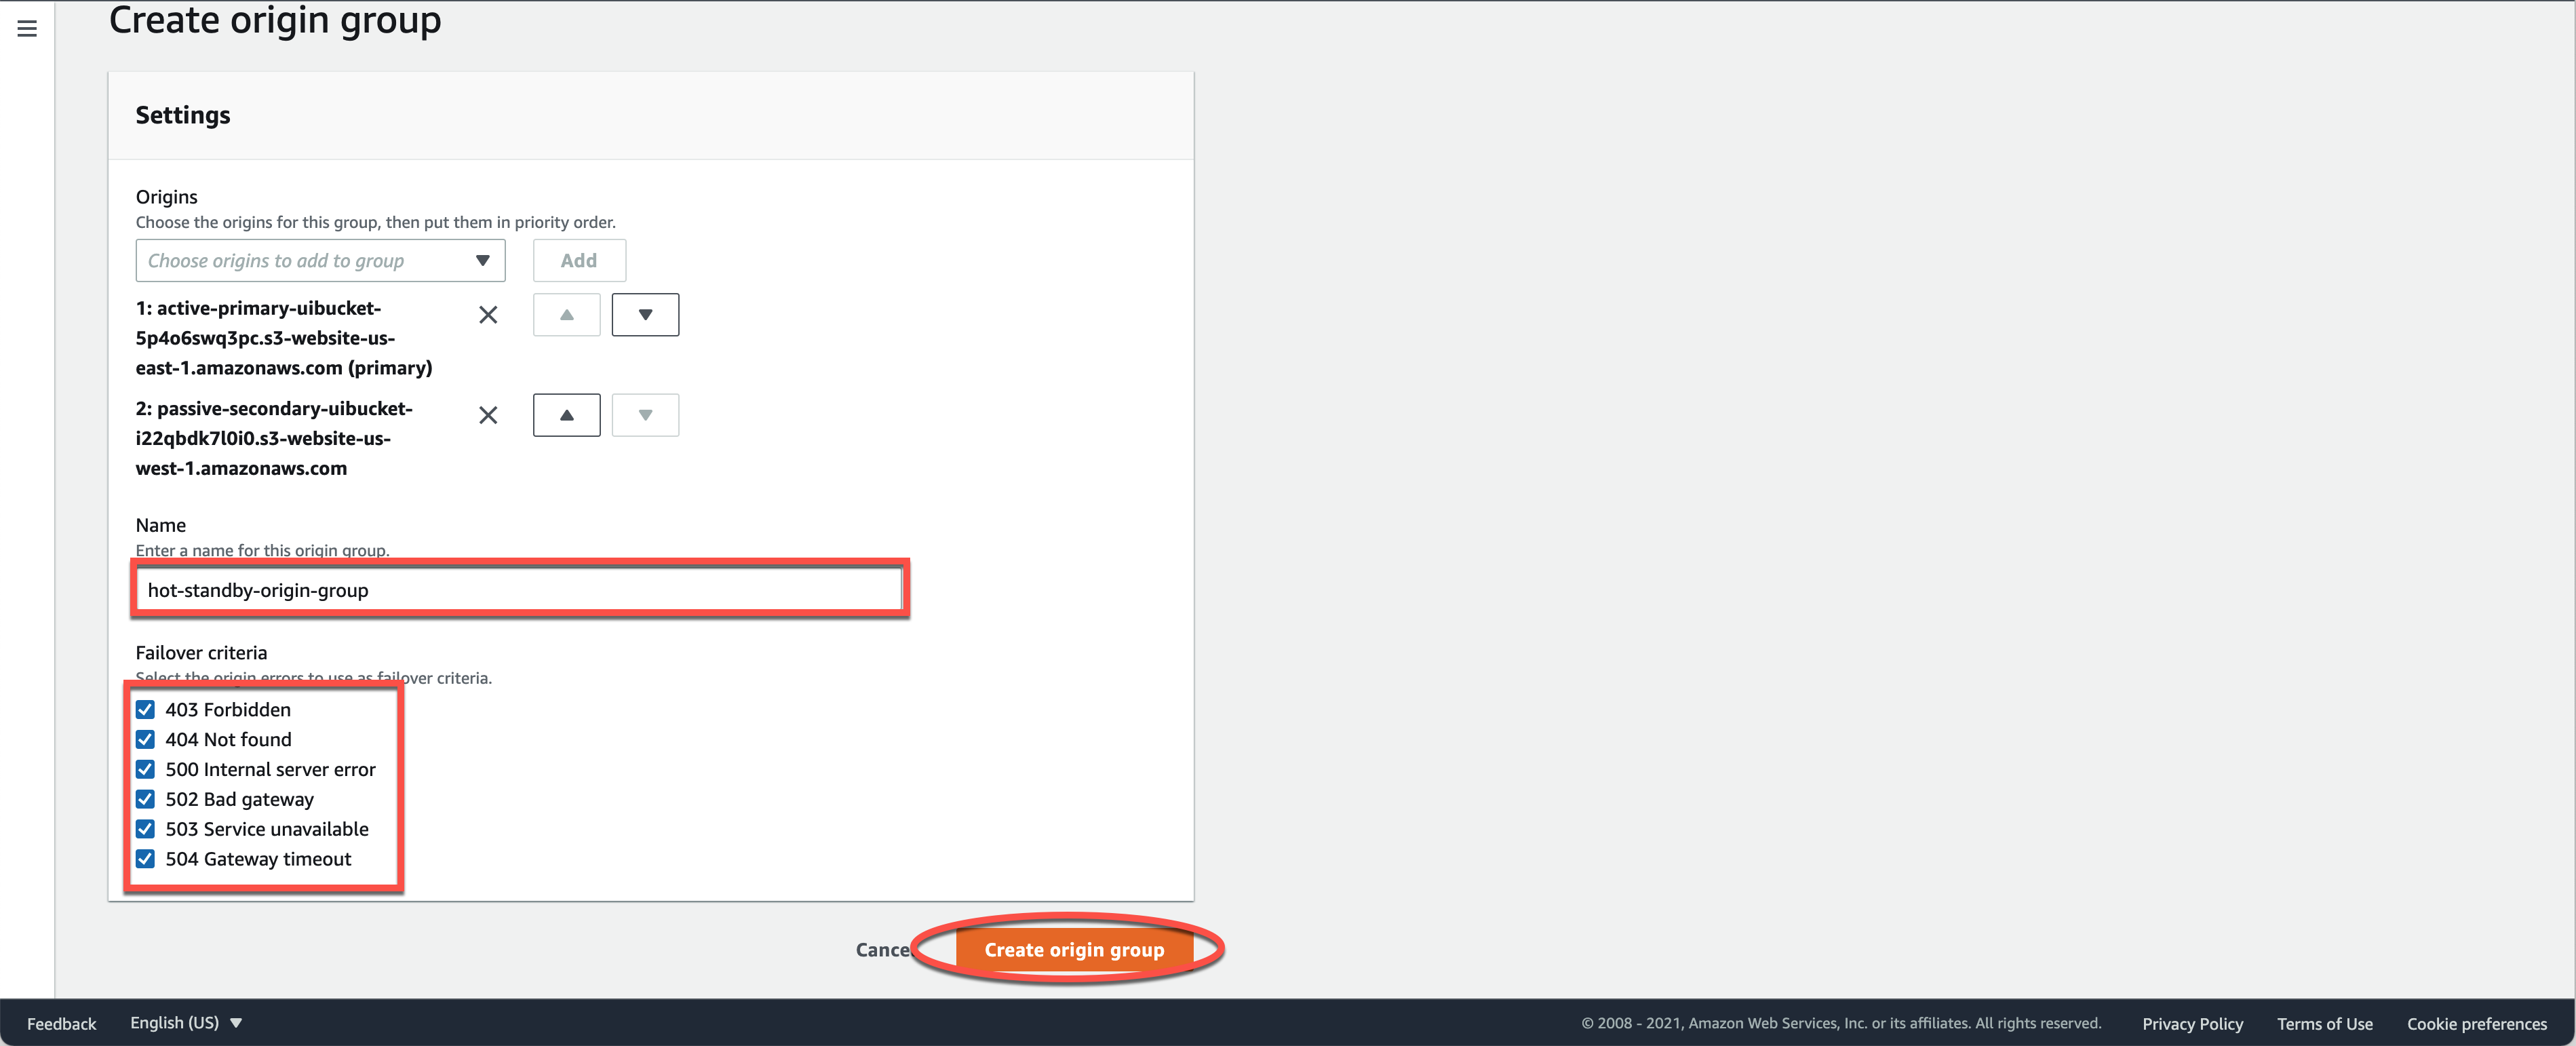 Create origin group
Settings
Origins
Choose the origins for this group, then put them in priority order.
Choose origins to add to group
Add
1: active-primary-uibucket-
5p4o6swq3pc.s3-website-us-
east-1.amazonaws.com (primary)
2: passive-secondary-uibucket-
i22qbdk7l0i0.s3-website-us-
west-1.amazonaws.com
Name
Enter a name for this origin group.
hot-standby-origin-group
Failover criteria
Select the origin errors to use as failover criteria.
403 Forbidden
404 Not found
500 Internal server error
502 Bad gateway
503 Service unavailable
504 Gateway timeout
Cancel
Create origin group
Feedback
English (US)
© 2008 - 2021, Amazon Web Services, Inc. or its affiliates. All rights reserved.
Privacy Policy
Terms of Use
Cookie preferences